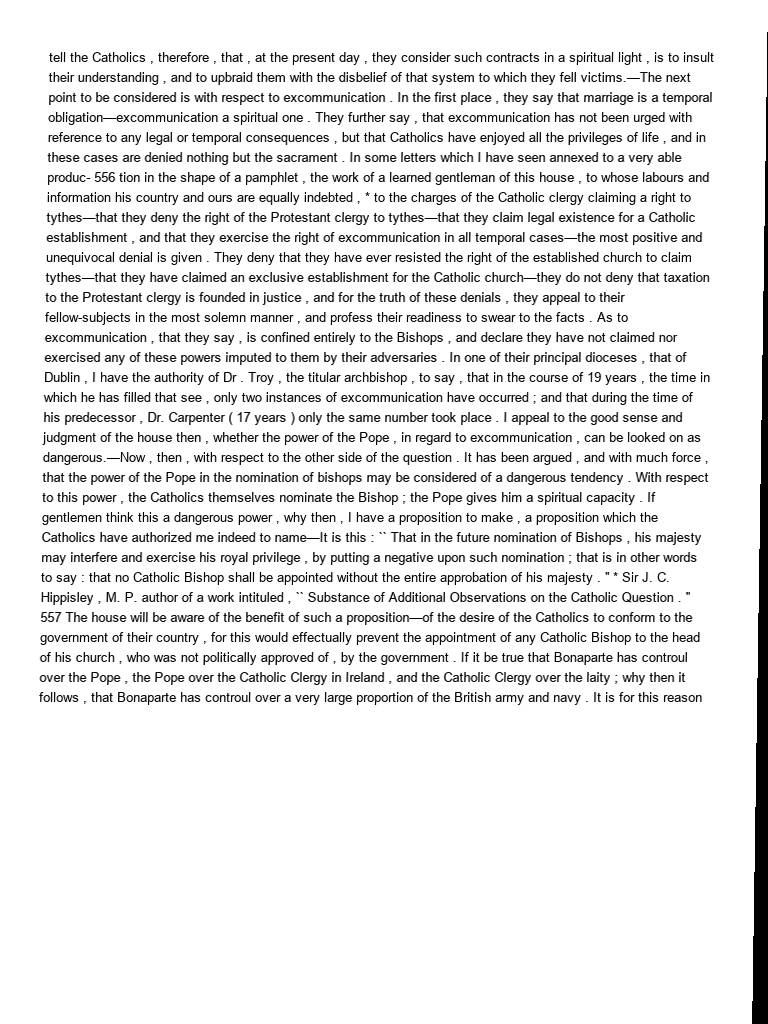 tell the Catholics , therefore , that , at the present day , they consider such contracts in a spiritual light , is to insult
their understanding , and to upbraid them with the disbelief of that system to which they fell victims.—The next
point to be considered is with respect to excommunication . In the first place , they say that marriage is a temporal
obligation—excommunication a spiritual one . They further say , that excommunication has not been urged with
reference to any legal or temporal consequences , but that Catholics have enjoyed all the privileges of life , and in
these cases are denied nothing but the sacrament . In some letters which I have seen annexed to a very able
produc- 556 tion in the shape of a pamphlet , the work of a learned gentleman of this house , to whose labours and
information his country and ours are equally indebted , * to the charges of the Catholic clergy claiming a right to
tythes—that they deny the right of the Protestant clergy to tythes—that they claim legal existence for a Catholic
establishment , and that they exercise the right of excommunication in all temporal cases—the most positive and
unequivocal denial is given . They deny that they have ever resisted the right of the established church to claim
tythes—that they have claimed an exclusive establishment for the Catholic church—they do not deny that taxation
to the Protestant clergy is founded in justice , and for the truth of these denials , they appeal to their
fellow-subjects in the most solemn manner , and profess their readiness to swear to the facts . As to
excommunication , that they say , is confined entirely to the Bishops , and declare they have not claimed nor
exercised any of these powers imputed to them by their adversaries . In one of their principal dioceses , that of
Dublin , I have the authority of Dr . Troy , the titular archbishop , to say , that in the course of 19 years , the time in
which he has filled that see , only two instances of excommunication have occurred ; and that during the time of
his predecessor , Dr. Carpenter ( 17 years ) only the same number took place . I appeal to the good sense and
judgment of the house then , whether the power of the Pope , in regard to excommunication , can be looked on as
dangerous.—Now , then , with respect to the other side of the question . It has been argued , and with much force ,
that the power of the Pope in the nomination of bishops may be considered of a dangerous tendency . With respect
to this power , the Catholics themselves nominate the Bishop ; the Pope gives him a spiritual capacity . If
gentlemen think this a dangerous power , why then , I have a proposition to make , a proposition which the
Catholics have authorized me indeed to name—It is this : `` That in the future nomination of Bishops , his majesty
may interfere and exercise his royal privilege , by putting a negative upon such nomination ; that is in other words
to say : that no Catholic Bishop shall be appointed without the entire approbation of his majesty . " * Sir J. C.
Hippisley , M. P. author of a work intituled , `` Substance of Additional Observations on the Catholic Question . "
557 The house will be aware of the benefit of such a proposition—of the desire of the Catholics to conform to the
government of their country , for this would effectually prevent the appointment of any Catholic Bishop to the head
of his church , who was not politically approved of , by the government . If it be true that Bonaparte has controul
over the Pope , the Pope over the Catholic Clergy in Ireland , and the Catholic Clergy over the laity ; why then it
follows , that Bonaparte has controul over a very large proportion of the British army and navy . It is for this reason